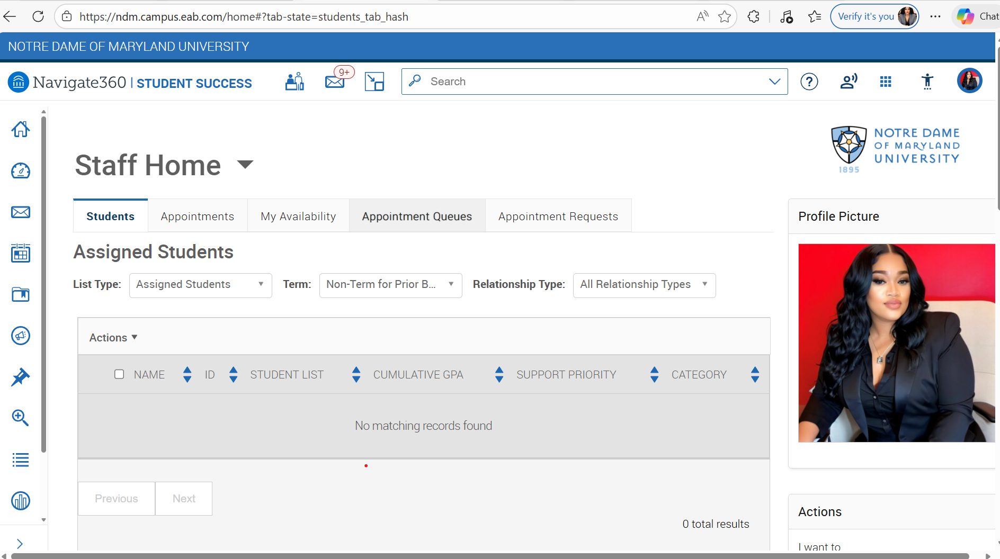 https://ndm.campus.eab.com/home#?tab-state=students_tab_hash
Verify it's you
Chat
NOTRE DAME OF MARYLAND UNIVERSITY
Navigate360 | STUDENT SUCCESS
9+
Search
NOTRE DAME
OF MARYLAND
UNIVERSITY
1895
Staff Home
Students
Appointments
My Availability
Appointment Queues
Appointment Requests
Profile Picture
Assigned Students
List Type: Assigned Students
Term: Non-Term for Prior B...
Relationship Type: All Relationship Types
Actions
NAME
ID
STUDENT LIST
CUMULATIVE GPA
SUPPORT PRIORITY
CATEGORY
No matching records found
Previous
Next
0 total results
Actions
I want to